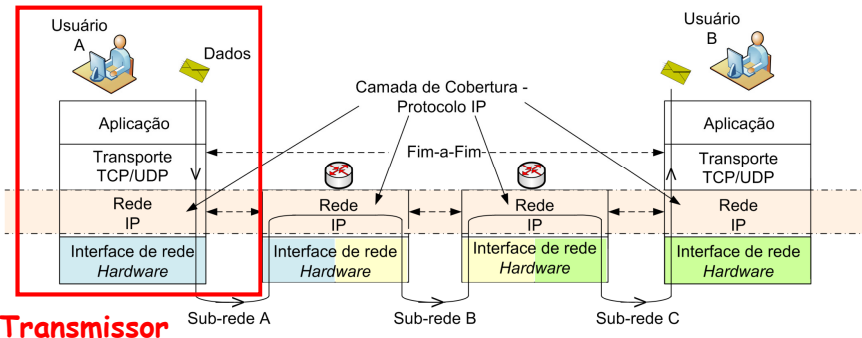 Usuário
A
Dados
Usuário
B
Camada de Cobertura -
Protocolo IP
Aplicação
Aplicação
Transporte
TCP/UDP
Fim-a-Fim
Transporte
TCP/UDP
Rede
IP
Rede
IP
Rede
IP
Rede
IP
Interface de rede
Hardware
Interface de rede
Hardware
Interface de rede
Hardware
Interface de rede
Hardware
Transmissor
Sub-rede A
Sub-rede B
Sub-rede C